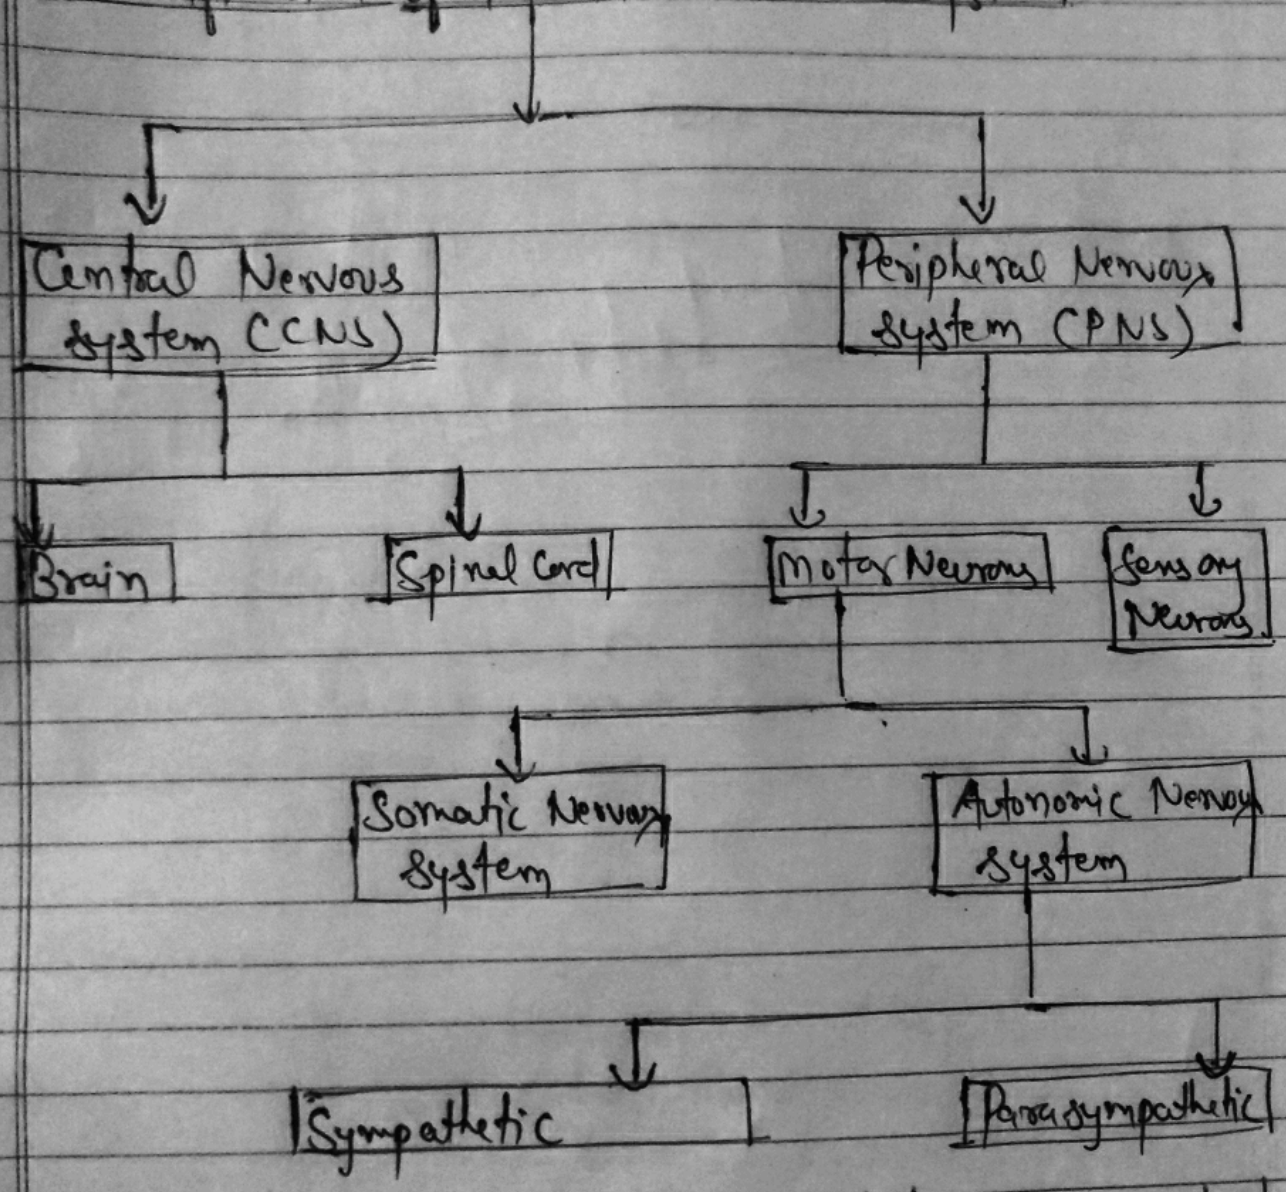 Central Nervous
system (CCNS)
Peripheral Nervous
system (PNS)
Brain
Spinal Cord
Motor Neurons
Sensory
Neurons.
Somatic Nervous
system
Autonomic Nervous
system
Sympathetic
Parasympathetic